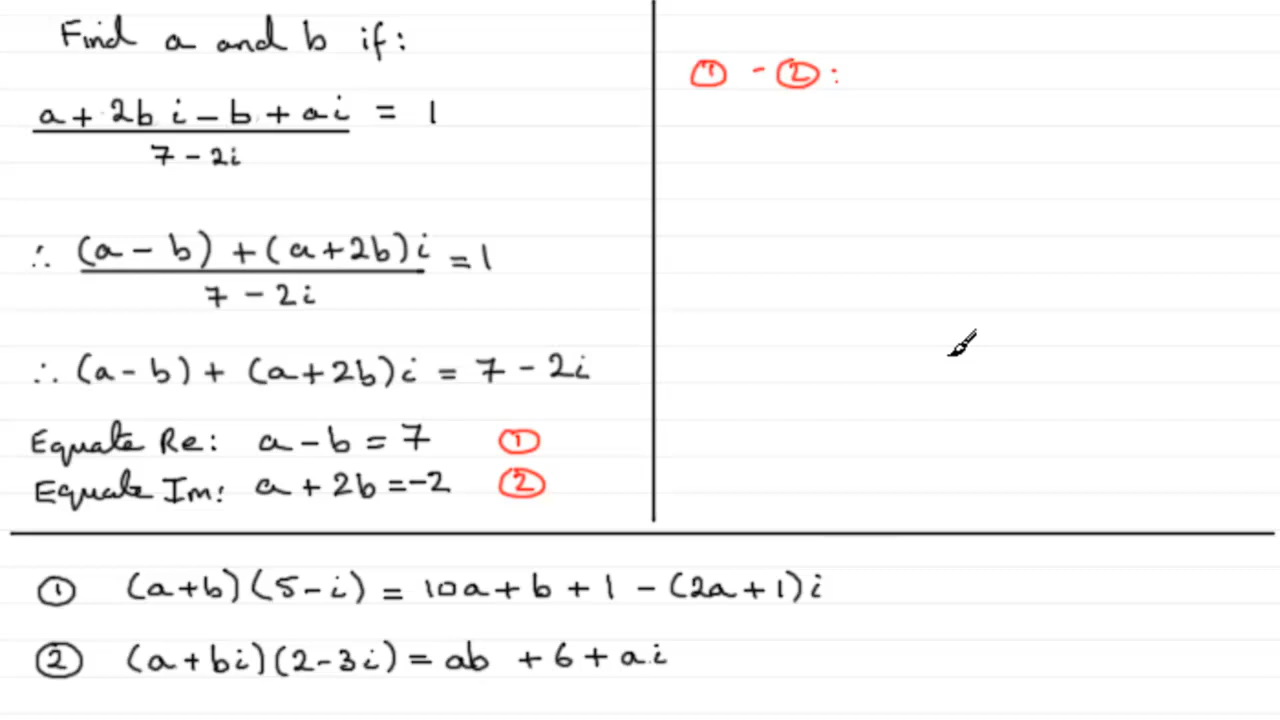 Find a and b if:
a + 2b i - b + ai = 1
7 - 2i
∴ (a - b) + (a + 2b)i = 1
7 - 2i
∴ (a - b) + (a + 2b)i = 7 - 2i
Equate Re: a - b = 7 ①
Equate Im: a + 2b = -2 ②
① - ② :
① (a+b)(5-i) = 10a + b + 1 - (2a + 1)i
② (a + bi)(2-3i) = ab + 6 + ai